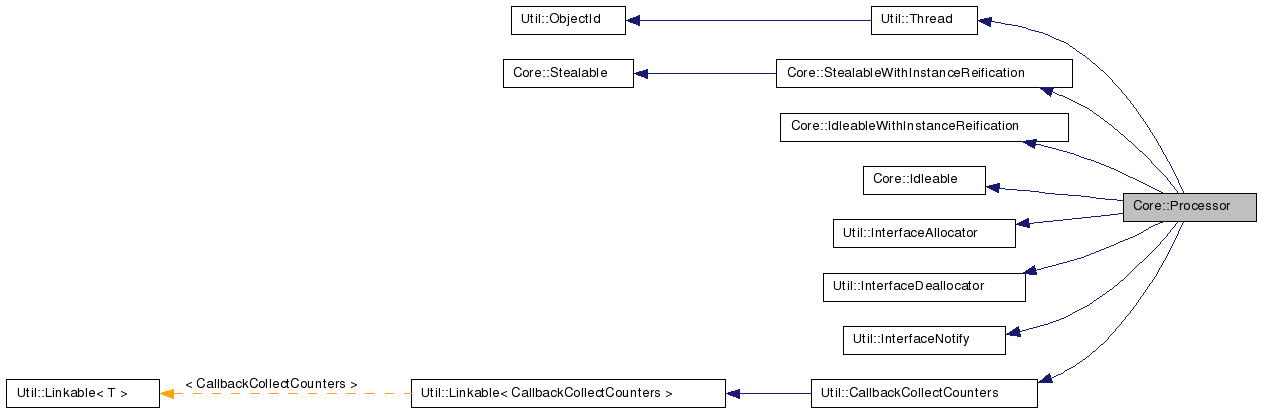 Util::ObjectId
Util::Thread
Core::Stealable
Core::StealableWithInstanceReification
Core::IdleableWithInstanceReification
Core::Idleable
Core::Processor
Util::InterfaceAllocator
Util::InterfaceDeallocator
Util::InterfaceNotify
Util::Linkable< T >
< CallbackCollectCounters >
Util::Linkable< CallbackCollectCounters >
Util::CallbackCollectCounters